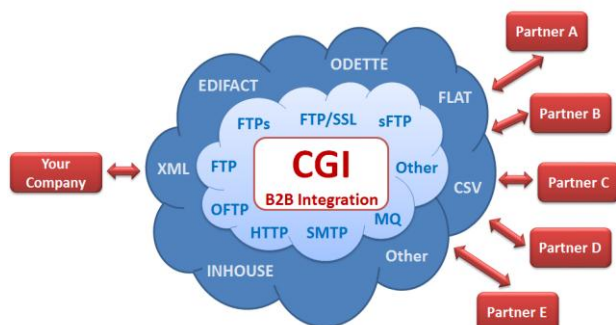 Partner A
ODETTE
EDIFACT
FLAT
FTPs
FTP/SSL
sFTP
Partner B
Your
Company
XML
FTP
CGI
B2B Integration
Other
CSV
Partner C
OFTP
HTTP
SMTP
MQ
Partner D
INHOUSE
Other
Partner E